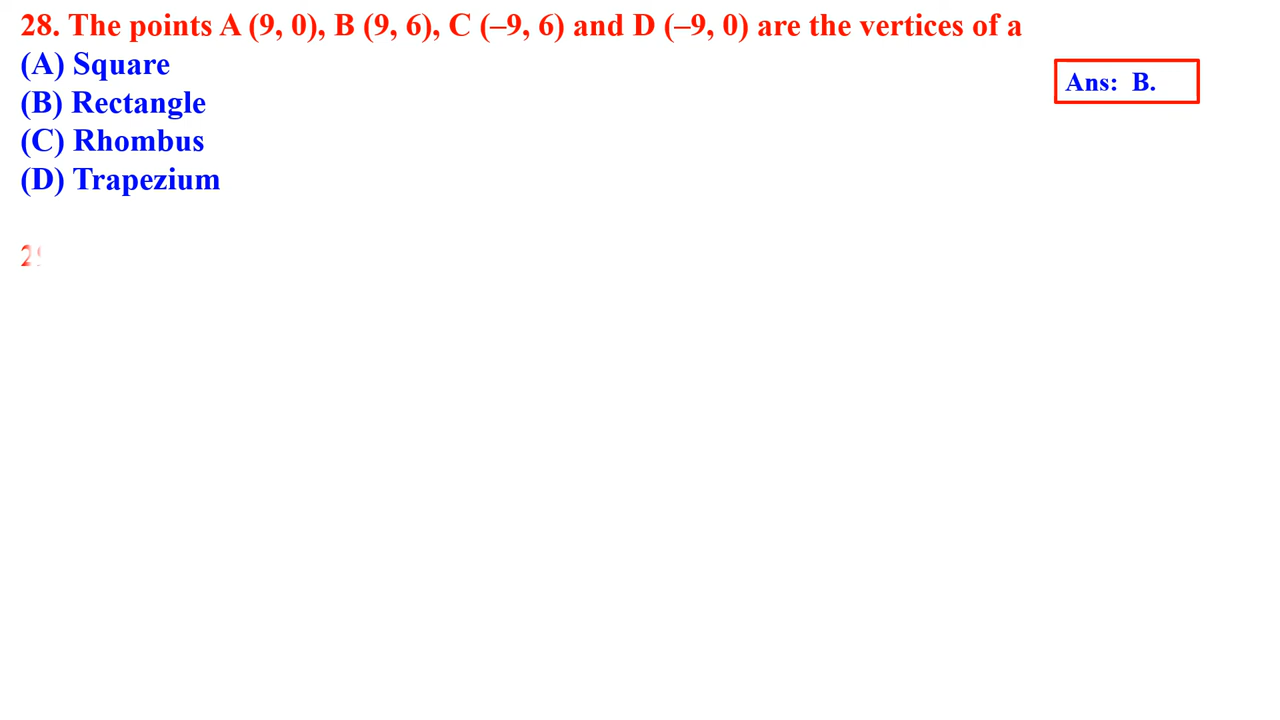 28. The points A (9, 0), B (9, 6), C (–9, 6) and D (–9, 0) are the vertices of a
(A) Square
Ans: B.
(B) Rectangle
(C) Rhombus
(D) Trapezium